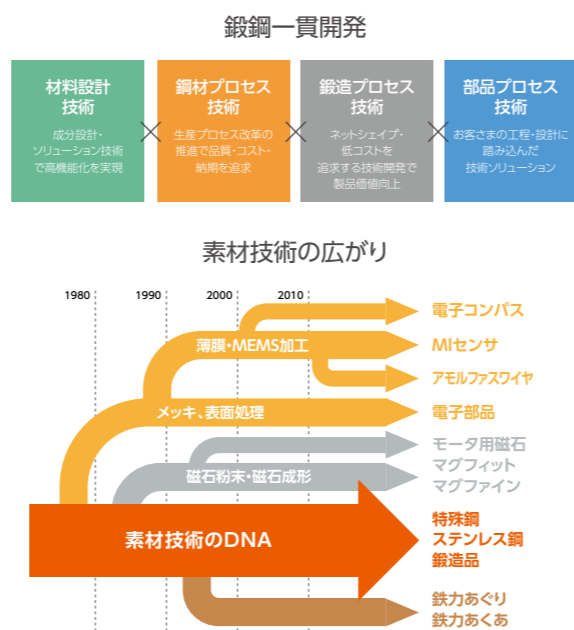 鍛鋼一貫開発
材料設計
技術
成分設計・
ソリューション技術
で高機能化を実現
×
鋼材プロセス
技術
生産プロセス改革の
推進で品質・コスト・
納期を追求
×
鍛造プロセス
技術
ネットシェイプ・
低コストを
追求する技術開発で
製品価値向上
×
部品プロセス
技術
お客さまの工程・設計に
踏み込んだ
技術ソリューション
素材技術の広がり
1980
1990
2000
2010
電子コンパス
薄膜・MEMS加工
MIセンサ
アモルファスワイヤ
メッキ、表面処理
電子部品
モータ用磁石
磁石粉末・磁石成形
マグフィット
マグファイン
素材技術のDNA
特殊鋼
ステンレス鋼
鍛造品
鉄力あぐり
鉄力あくあ